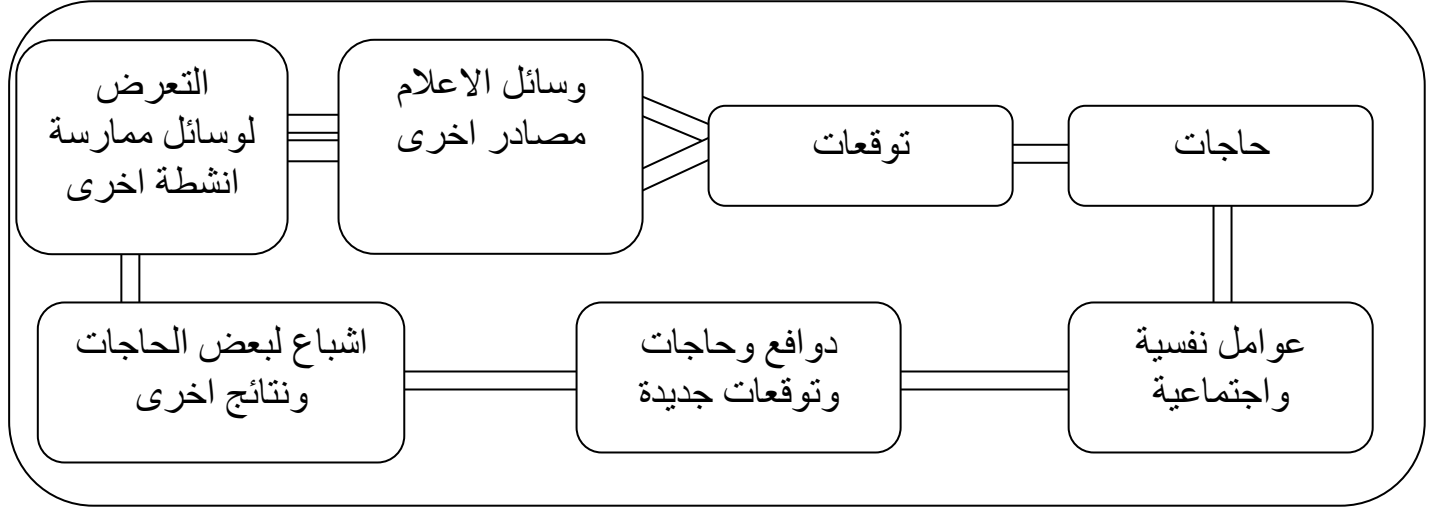 حاجات
توقعات
وسائل الاعلام
مصادر اخرى
التعرض
لوسائل ممارسة
انشطة اخرى
عوامل نفسية
واجتماعية
دوافع وحاجات
وتوقعات جديدة
اشباع لبعض الحاجات
ونتائج اخرى